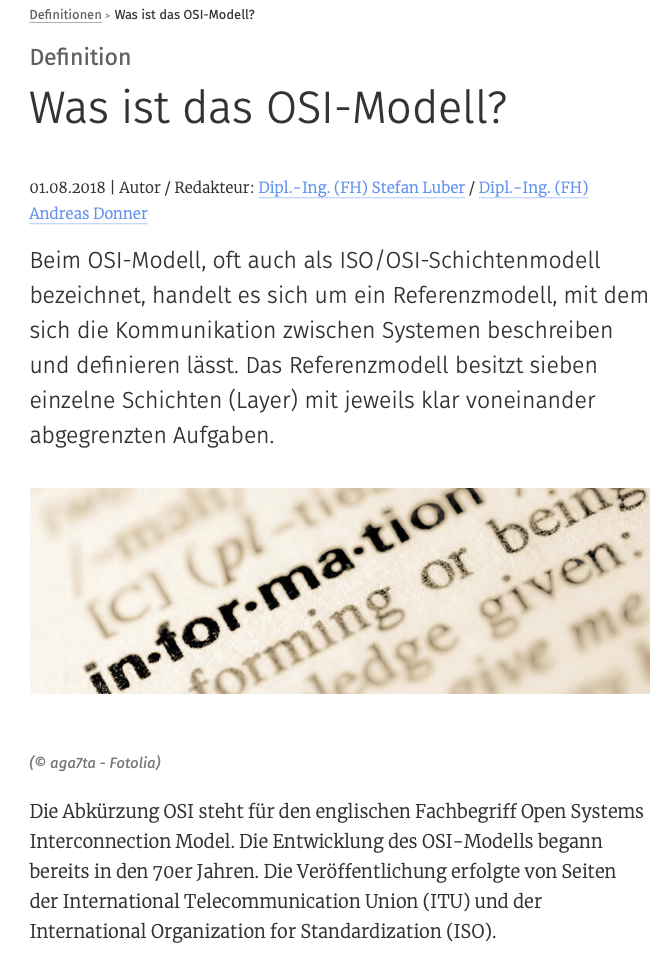 Definitionen > Was ist das OSI-Modell?
Definition
Was ist das OSI-Modell?
01.08.2018 | Autor / Redakteur: Dipl.-Ing. (FH) Stefan Luber / Dipl.-Ing. (FH)
Andreas Donner
Beim OSI-Modell, oft auch als ISO/OSI-Schichtenmodell
bezeichnet, handelt es sich um ein Referenzmodell, mit dem
sich die Kommunikation zwischen Systemen beschreiben
und definieren lässt. Das Referenzmodell besitzt sieben
einzelne Schichten (Layer) mit jeweils klar voneinander
abgegrenzten Aufgaben.
[C] (pl -tion
in·for·ma·tion
forming or being
ledge given:
give me
(© aga7ta - Fotolia)
Die Abkürzung OSI steht für den englischen Fachbegriff Open Systems
Interconnection Model. Die Entwicklung des OSI-Modells begann
bereits in den 70er Jahren. Die Veröffentlichung erfolgte von Seiten
der International Telecommunication Union (ITU) und der
International Organization for Standardization (ISO).